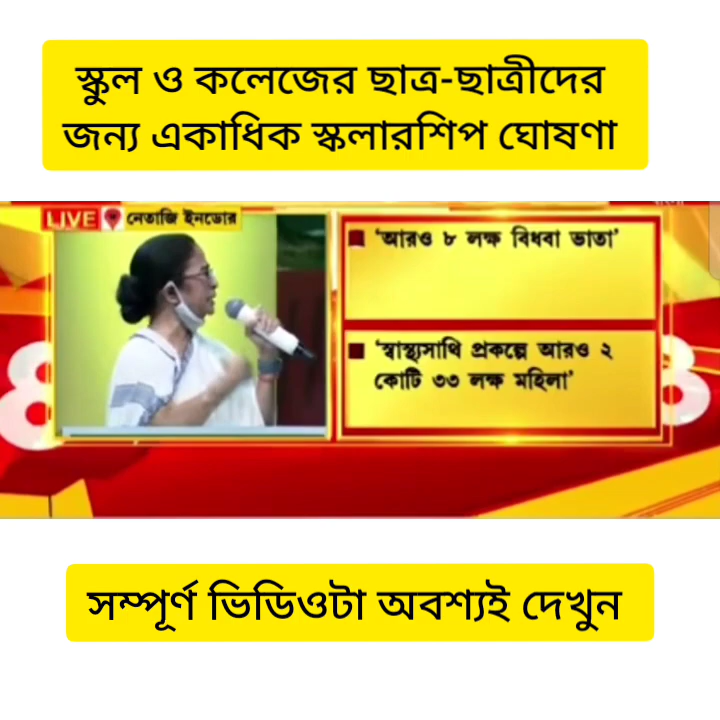 স্কুল ও কলেজের ছাত্র-ছাত্রীদের
জন্য একাধিক স্কলারশিপ ঘোষণা
LIVE নেতাজি ইনডোর
'আরও ৮ লক্ষ বিধবা ভাতা'
'স্বাস্থ্যসাথি প্রকল্পে আরও ২
কোটি ৩৩ লক্ষ মহিলা'
সম্পূর্ণ ভিডিওটা অবশ্যই দেখুন